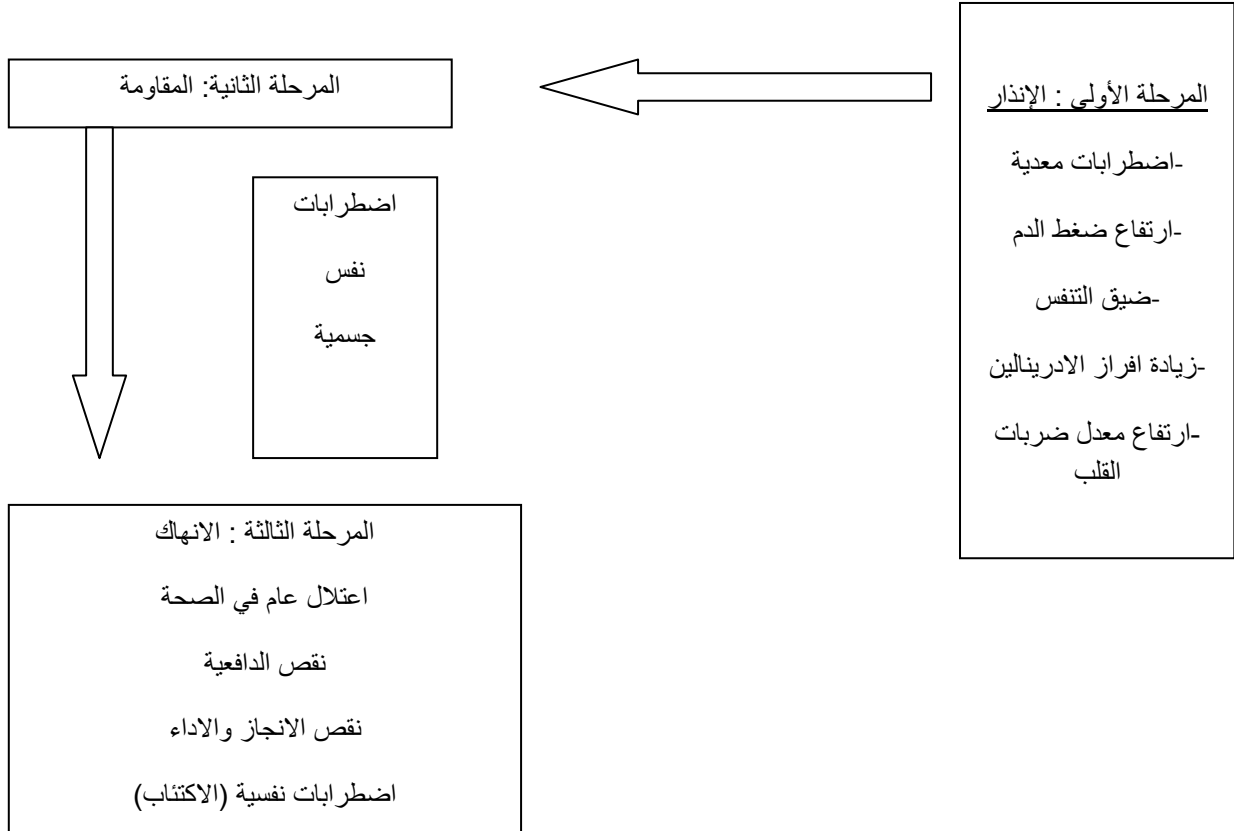 المرحلة الأولى : الإنذار
-اضطرابات معدية
-ارتفاع ضغط الدم
-ضيق التنفس
-زيادة افراز الادرينالين
-ارتفاع معدل ضربات
القلب
المرحلة الثانية: المقاومة
اضطرابات
نفس
جسمية
المرحلة الثالثة : الانهاك
اعتلال عام في الصحة
نقص الدافعية
نقص الانجاز والاداء
اضطرابات نفسية (الاكتئاب)